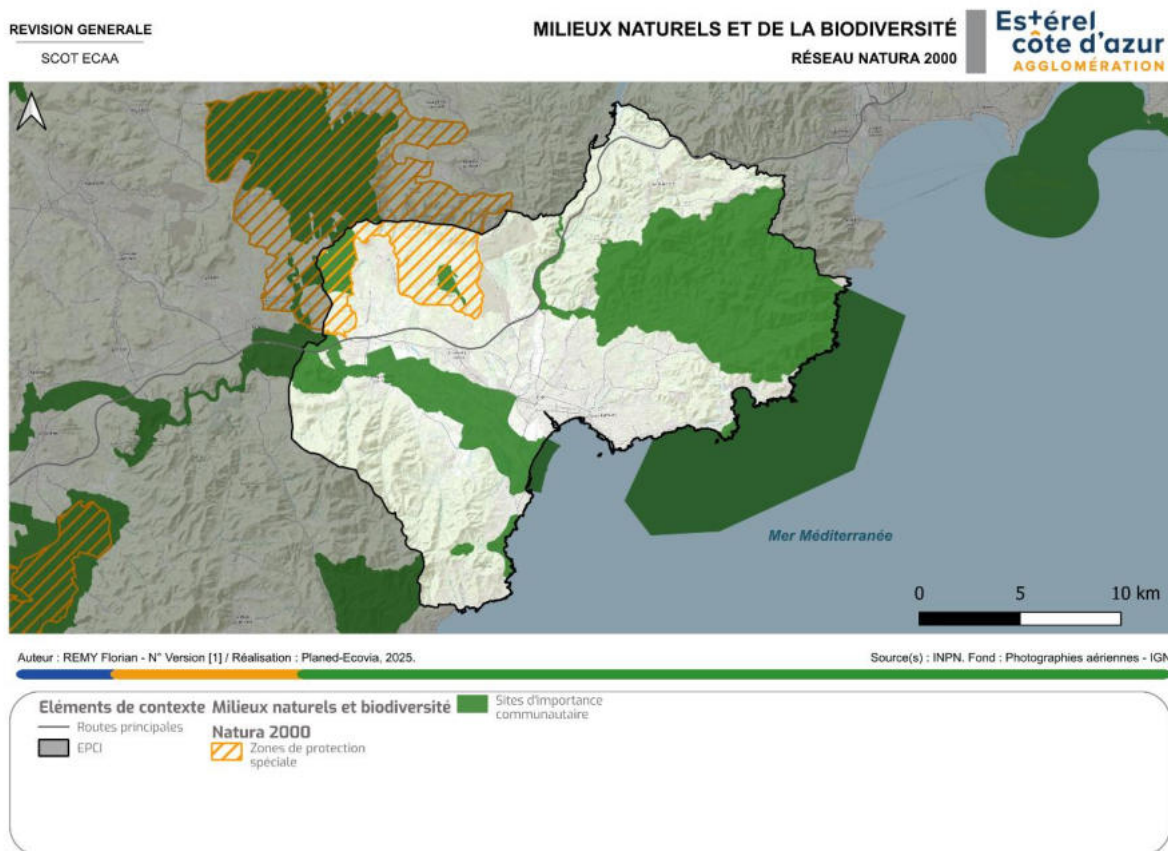 REVISION GENERALE
SCOT ECAA
MILIEUX NATURELS ET DE LA BIODIVERSITÉ
RÉSEAU NATURA 2000
Estérel
côte d'azur
AGGLOMÉRATION
Mer Méditerranée
0 5 10 km
Auteur : REMY Florian - N° Version [1] / Réalisation : Planed-Ecovia, 2025.
Source(s) : INPN. Fond : Photographies aériennes - IGN
Eléments de contexte
Routes principales
EPCI
Milieux naturels et biodiversité
Natura 2000
Zones de protection
spéciale
Sites d'importance
communautaire